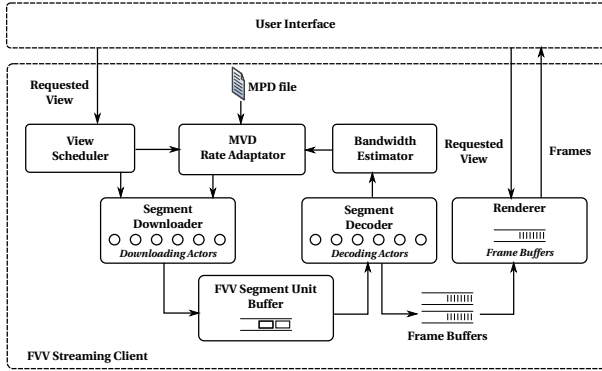 User Interface
Requested
View
MPD file
View
Scheduler
MVD
Rate Adaptator
Bandwidth
Estimator
Requested
View
Frames
Segment
Downloader
Downloading Actors
Segment
Decoder
Decoding Actors
Renderer
Frame Buffers
FVV Segment Unit
Buffer
Frame Buffers
FVV Streaming Client